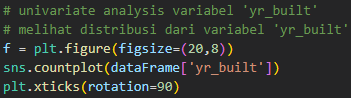 # univariate analysis variabel 'yr_built'
# melihat distribusi dari variabel 'yr_built'
f = plt.figure(figsize=(20,8))
sns.countplot(dataFrame['yr_built'])
plt.xticks(rotation=90)